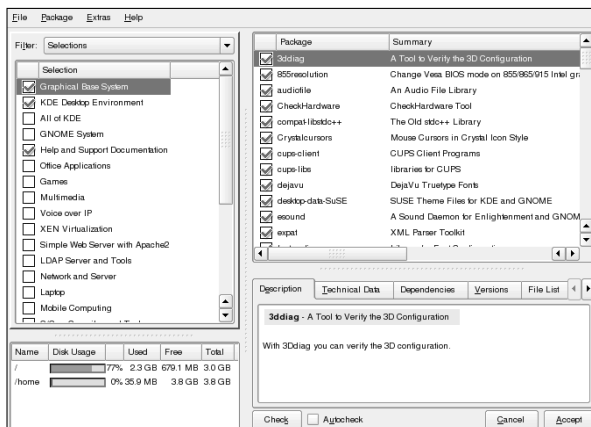 File Package Extras Help
Filter: Selections
Selection
Graphical Base System
KDE Desktop Environment
All of KDE
GNOME System
Help and Support Documentation
Office Applications
Games
Multimedia
Voice over IP
XEN Virtualization
Simple Web Server with Apache2
LDAP Server and Tools
Network and Server
Laptop
Mobile Computing
Name Disk Usage Used Free Total
/ 77% 2.3 GB 679.1 MB 3.0 GB
/home 0% 35.9 MB 3.8 GB 3.8 GB
Package Summary
3ddiag A Tool to Verify the 3D Configuration
855resolution Change Vesa BIOS mode on 855/865/915 Intel gra
audiofile An Audio File Library
CheckHardware CheckHardware Tool
compat-libstdc++ The Old stdc++ Library
Crystalcursors Mouse Cursors in Crystal Icon Style
cups-client CUPS Client Programs
cups-libs libraries for CUPS
dejavu DejaVu Truetype Fonts
desktop-data-SuSE SUSE Theme Files for KDE and GNOME
esound A Sound Daemon for Enlightenment and GNOM
expat XML Parser Toolkit
Description Technical Data Dependencies Versions File List
3ddiag - A Tool to Verify the 3D Configuration
With 3Ddiag you can verify the 3D configuration.
Check Autocheck Cancel Accept